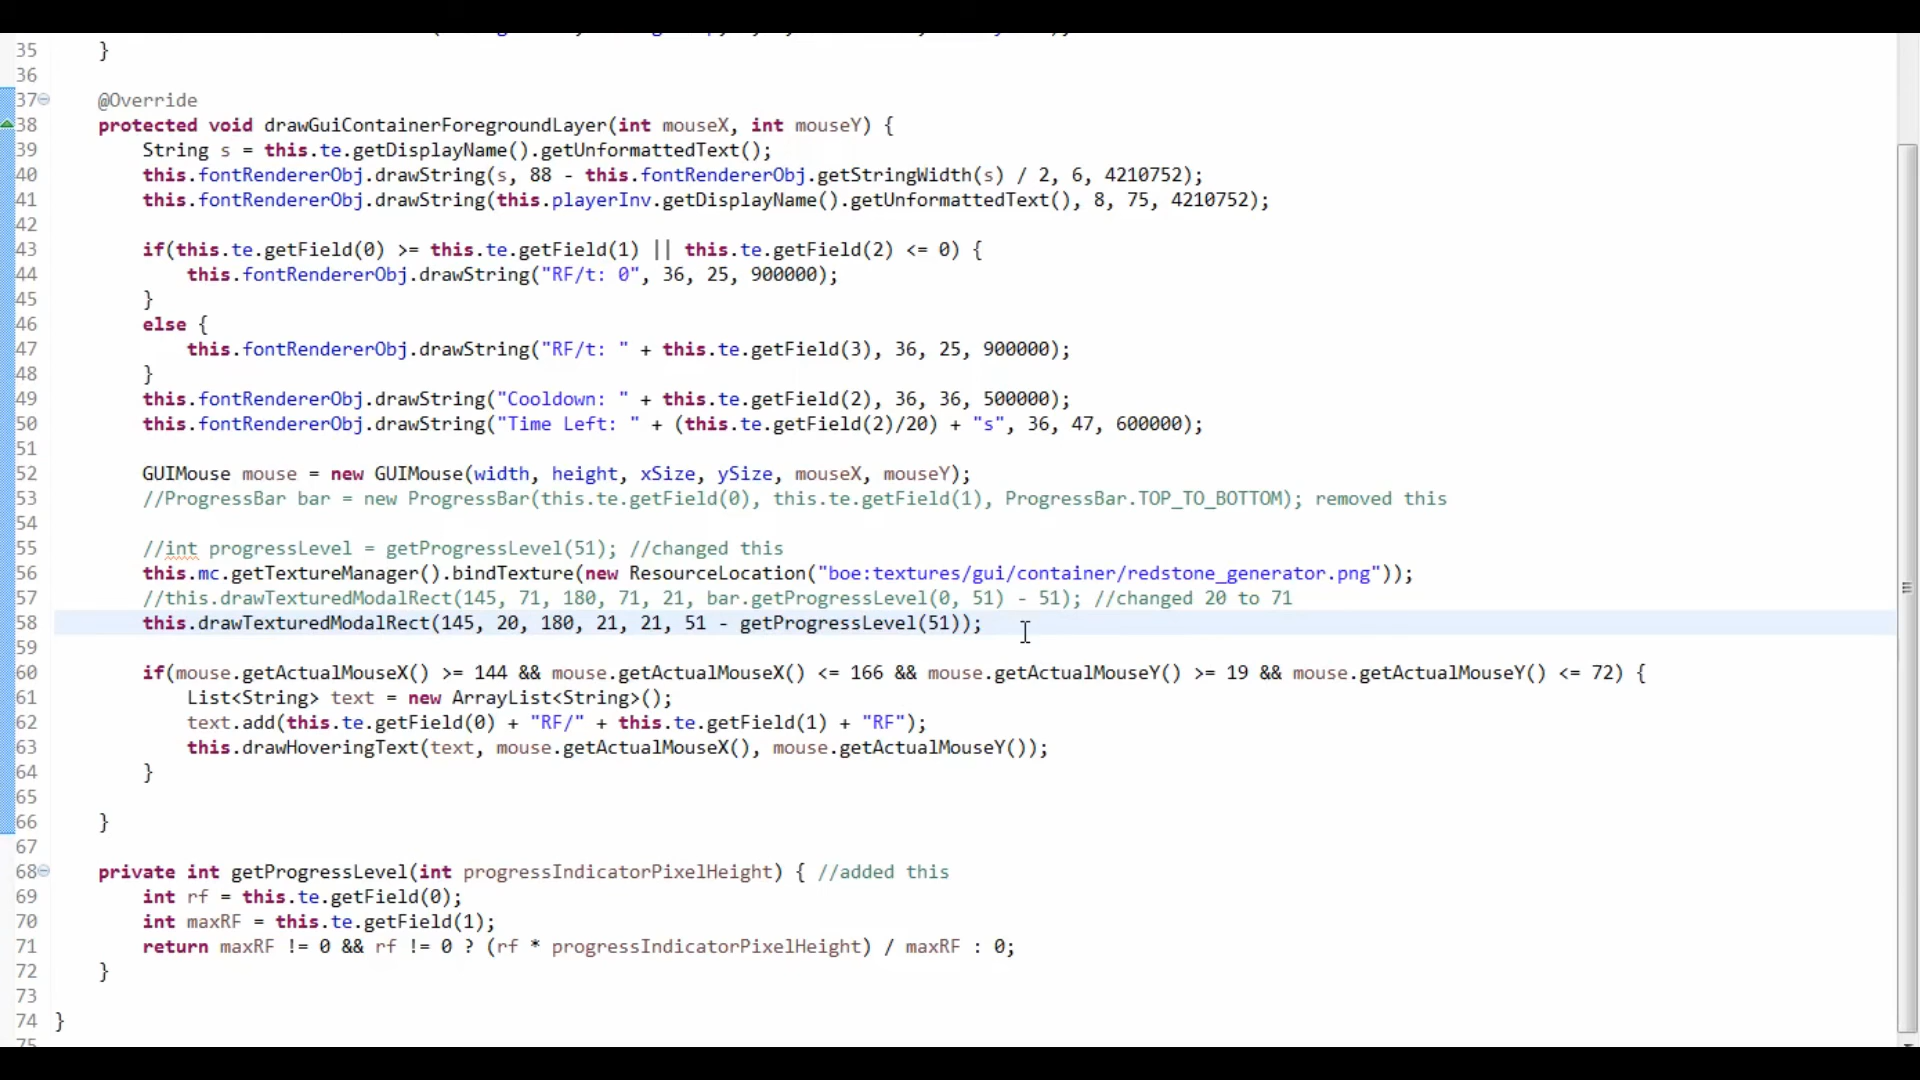 35 }
36
37 @Override
38 protected void drawGuiContainerForegroundLayer(int mouseX, int mouseY) {
39 String s = this.te.getDisplayName().getUnformattedText();
40 this.fontRendererObj.drawString(s, 88 - this.fontRendererObj.getStringWidth(s) / 2, 6, 4210752);
41 this.fontRendererObj.drawString(this.playerInv.getDisplayName().getUnformattedText(), 8, 75, 4210752);
42
43 if(this.te.getField(0) >= this.te.getField(1) || this.te.getField(2) <= 0) {
44 this.fontRendererObj.drawString("RF/t: 0", 36, 25, 900000);
45 }
46 else {
47 this.fontRendererObj.drawString("RF/t: " + this.te.getField(3), 36, 25, 900000);
48 }
49 this.fontRendererObj.drawString("Cooldown: " + this.te.getField(2), 36, 36, 500000);
50 this.fontRendererObj.drawString("Time Left: " + (this.te.getField(2)/20) + "s", 36, 47, 600000);
51
52 GUIMouse mouse = new GUIMouse(width, height, xSize, ySize, mouseX, mouseY);
53 //ProgressBar bar = new ProgressBar(this.te.getField(0), this.te.getField(1), ProgressBar.TOP_TO_BOTTOM); removed this
54
55 //int progressLevel = getProgressLevel(51); //changed this
56 this.mc.getTextureManager().bindTexture(new ResourceLocation("boe:textures/gui/container/redstone_generator.png"));
57 //this.drawTexturedModalRect(145, 71, 180, 71, 21, bar.getProgressLevel(0, 51) - 51); //changed 20 to 71
58 this.drawTexturedModalRect(145, 20, 180, 21, 21, 51 - getProgressLevel(51));
59
60 if(mouse.getActualMouseX() >= 144 && mouse.getActualMouseX() <= 166 && mouse.getActualMouseY() >= 19 && mouse.getActualMouseY() <= 72) {
61 List<String> text = new ArrayList<String>();
62 text.add(this.te.getField(0) + "RF/" + this.te.getField(1) + "RF");
63 this.drawHoveringText(text, mouse.getActualMouseX(), mouse.getActualMouseY());
64 }
65
66 }
67
68 private int getProgressLevel(int progressIndicatorPixelHeight) { //added this
69 int rf = this.te.getField(0);
70 int maxRF = this.te.getField(1);
71 return maxRF != 0 && rf != 0 ? (rf * progressIndicatorPixelHeight) / maxRF : 0;
72 }
73
74 }
75